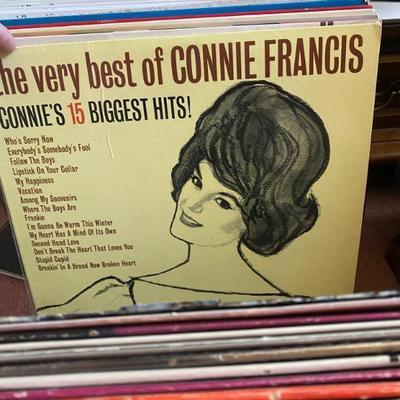 the very best of CONNIE FRANCIS
CONNIE'S 15 BIGGEST HITS!
Who's Sorry Now
Everybody's Somebody's Fool
Follow The Boys
Lipstick On Your Collar
My Happiness
Vacation
Among My Souvenirs
Where The Boys Are
Frankie
I'm Gonna Be Warm This Winter
My Heart Has A Mind Of Its Own
Second Hand Love
Don't Break The Heart That Loves You
Stupid Cupid
Breakin' In A Brand New Broken Heart